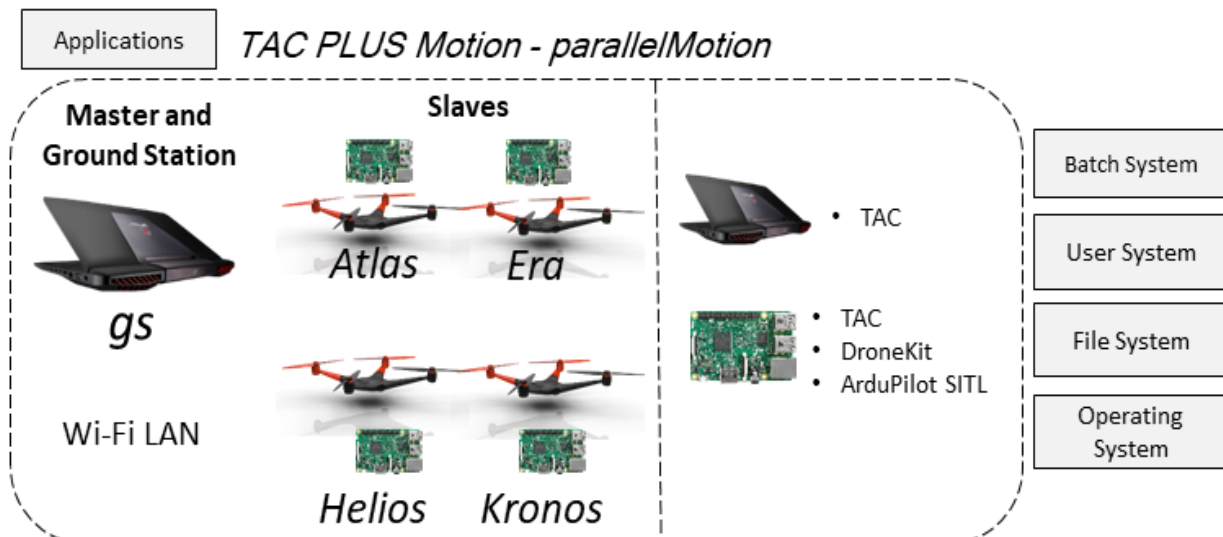 Applications
TAC PLUS Motion - parallelMotion
Master and
Ground Station
gs
Wi-Fi LAN
Slaves
Atlas
Era
Helios
Kronos
• TAC
• TAC
• DroneKit
• ArduPilot SITL
Batch System
User System
File System
Operating
System